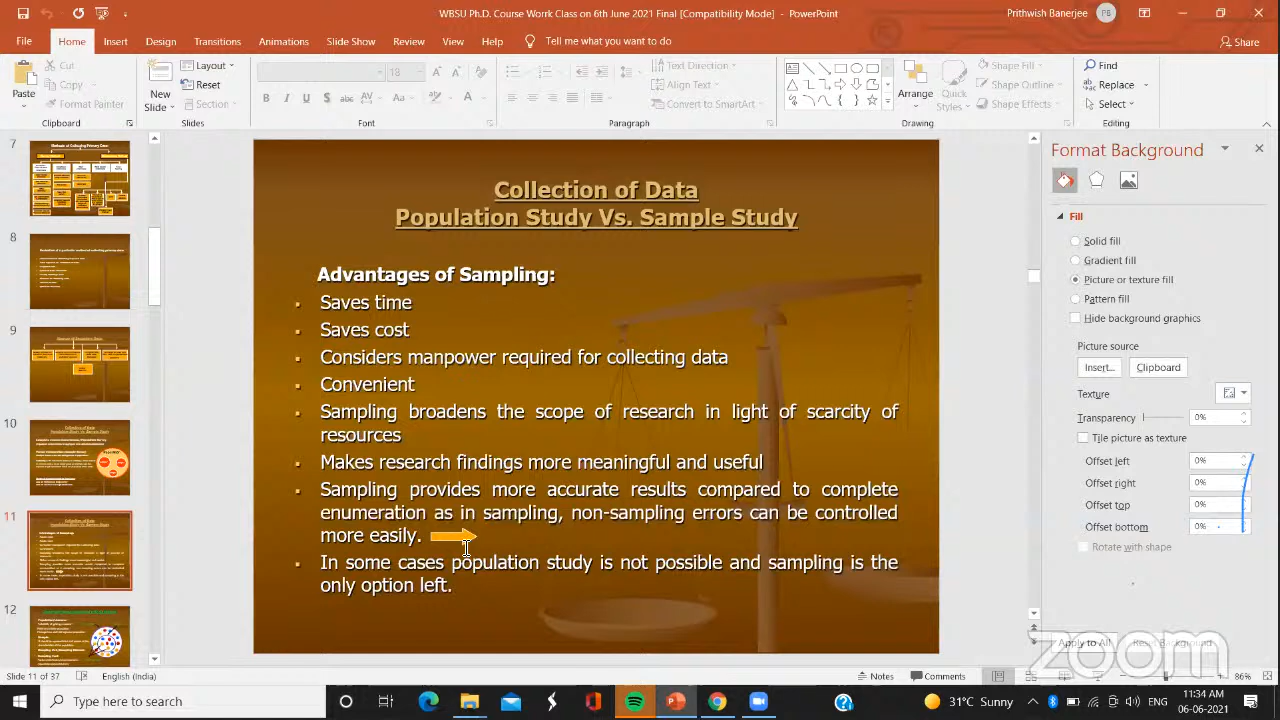 WBSU Ph.D. Course Work Class on 6th June 2021 Final [Compatibility Mode] - PowerPoint
Prithwish Banerjee
PB
File
Home
Insert
Design
Transitions
Animations
Slide Show
Review
View
Help
Tell me what you want to do
Share
Paste
Cut
Copy
Format Painter
Clipboard
New
Layout
Reset
Section
Slides
18
Font
Text Direction
Align Text
Convert to SmartArt
Paragraph
Arrange
Quick
Styles
Shape Fill
Shape Outline
Shape Effects
Drawing
Find
Replace
Select
Editing
7
8
9
11
12
Collection of Data
Population Study Vs. Sample Study
Advantages of Sampling:
Saves time
Saves cost
Considers manpower required for collecting data
Convenient
Sampling broadens the scope of research in light of scarcity of
resources
Makes research findings more meaningful and useful
Sampling provides more accurate results compared to complete
enumeration as in sampling, non-sampling errors can be controlled
more easily.
In some cases population study is not possible and sampling is the
only option left.
Format Background
Fill
Solid fill
Gradient fill
Picture or texture fill
Pattern fill
Hide background graphics
Picture source
Insert...
Clipboard
Texture
Transparency
0%
Tile picture as texture
Offset left
0%
Offset right
0%
Offset top
0%
Offset bottom
0%
Rotate with shape
Apply to All
Reset Background
zoom
Slide 11 of 37
English (India)
Notes
Comments
86%
Type here to search
31°C Sunny
ENG
11:34 AM
06-06-2021